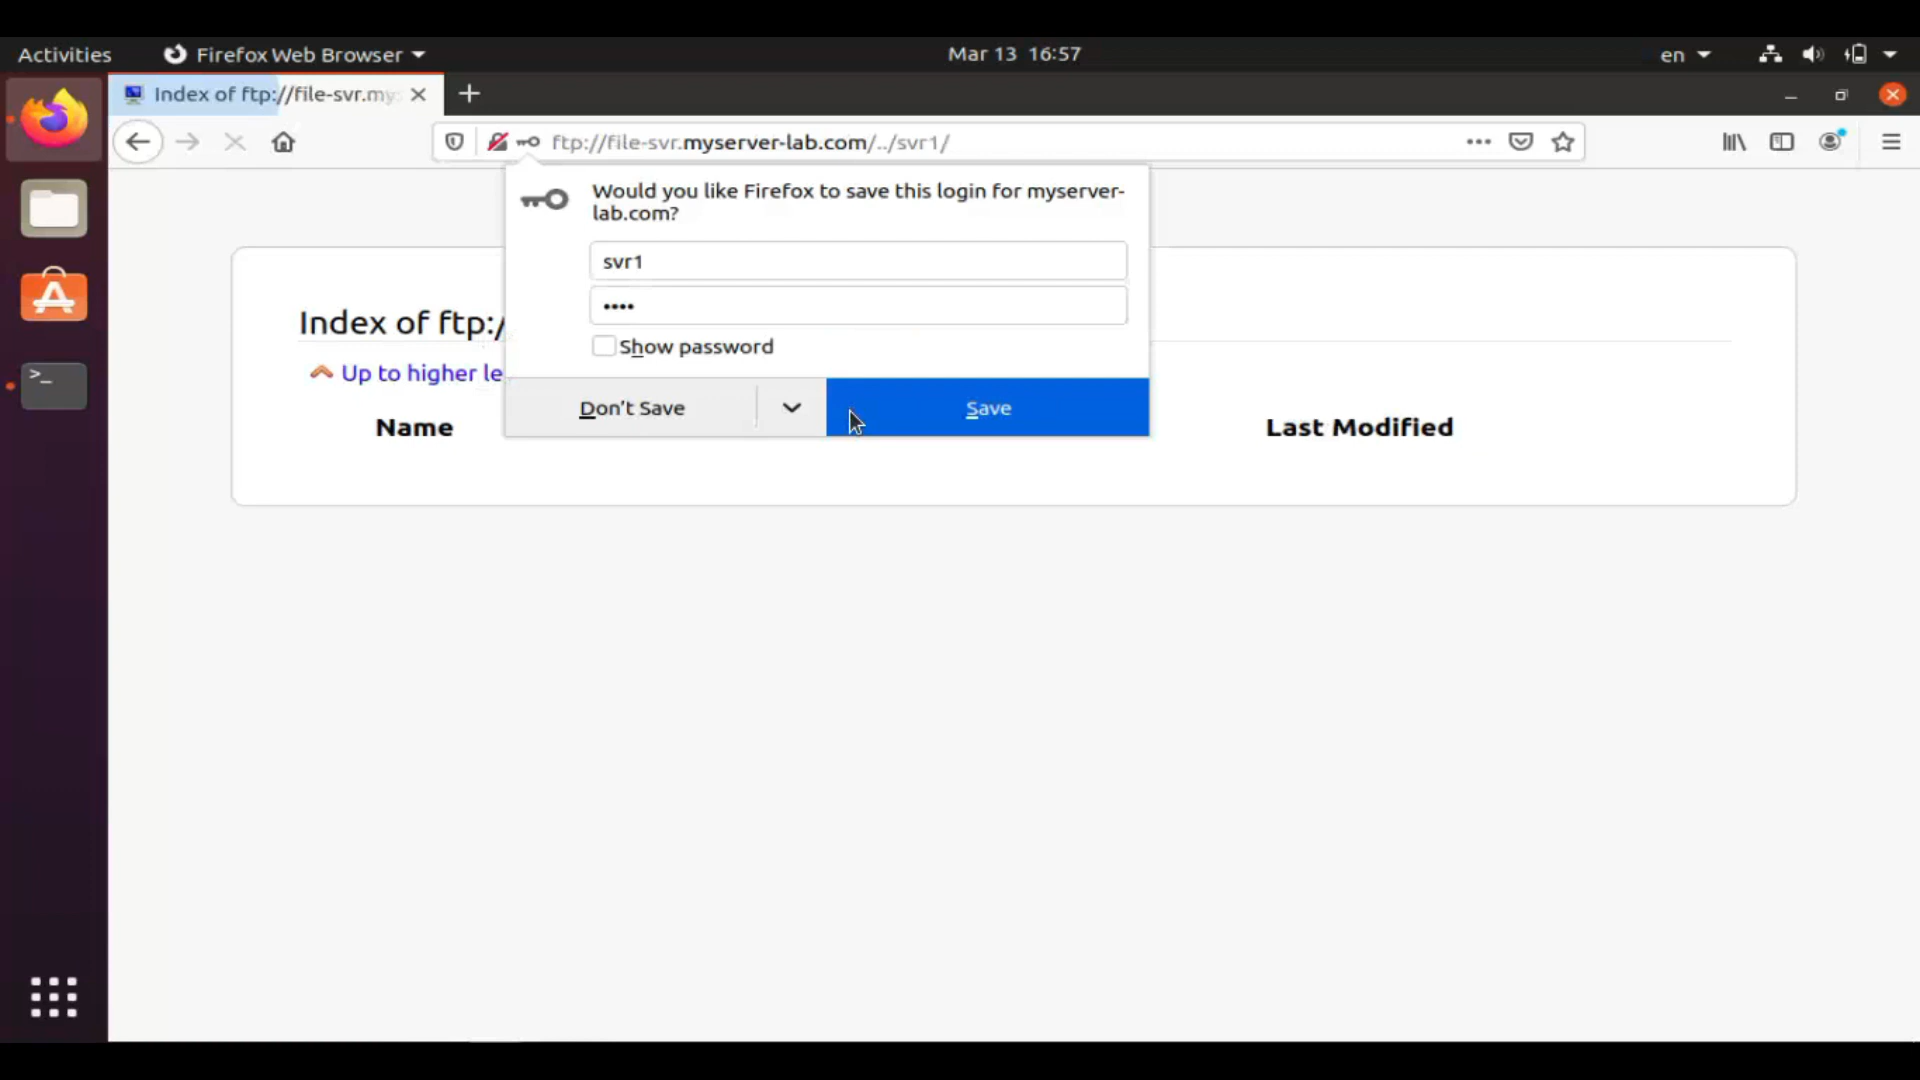 Activities
Firefox Web Browser
Mar 13 16:57
en
Index of ftp://file-svr.my
ftp://file-svr.myserver-lab.com/../svr1/
Would you like Firefox to save this login for myserver-
lab.com?
svr1
••••
Show password
Don't Save
Save
Index of ftp:/
Up to higher le
Name
Last Modified
>_